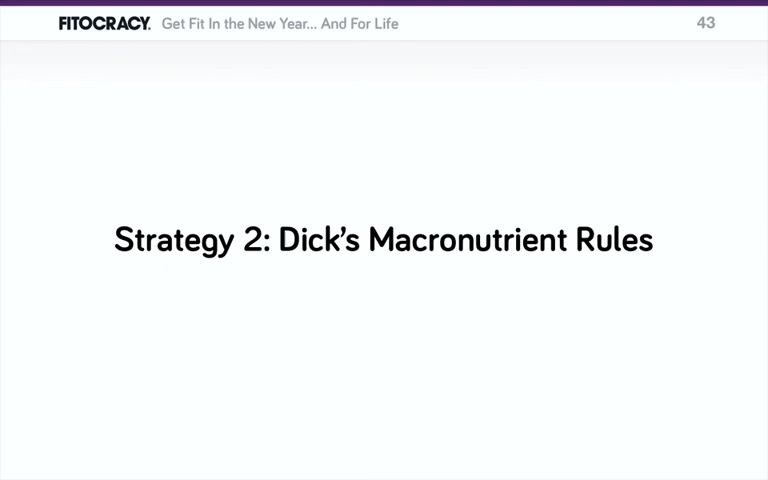 FITOCRACY. Get Fit In the New Year... And For Life 43
Strategy 2: Dick's Macronutrient Rules